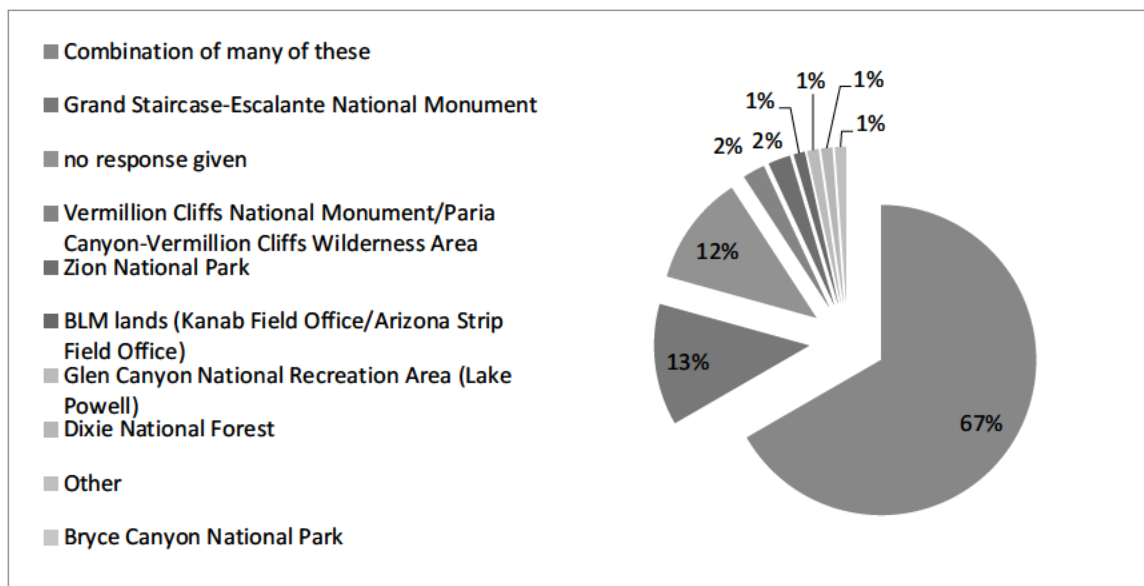 Combination of many of these
Grand Staircase-Escalante National Monument
no response given
Vermillion Cliffs National Monument/Paria
Canyon-Vermillion Cliffs Wilderness Area
Zion National Park
BLM lands (Kanab Field Office/Arizona Strip
Field Office)
Glen Canyon National Recreation Area (Lake
Powell)
Dixie National Forest
Other
Bryce Canyon National Park
67%
13%
12%
2%
2%
1%
1%
1%
1%